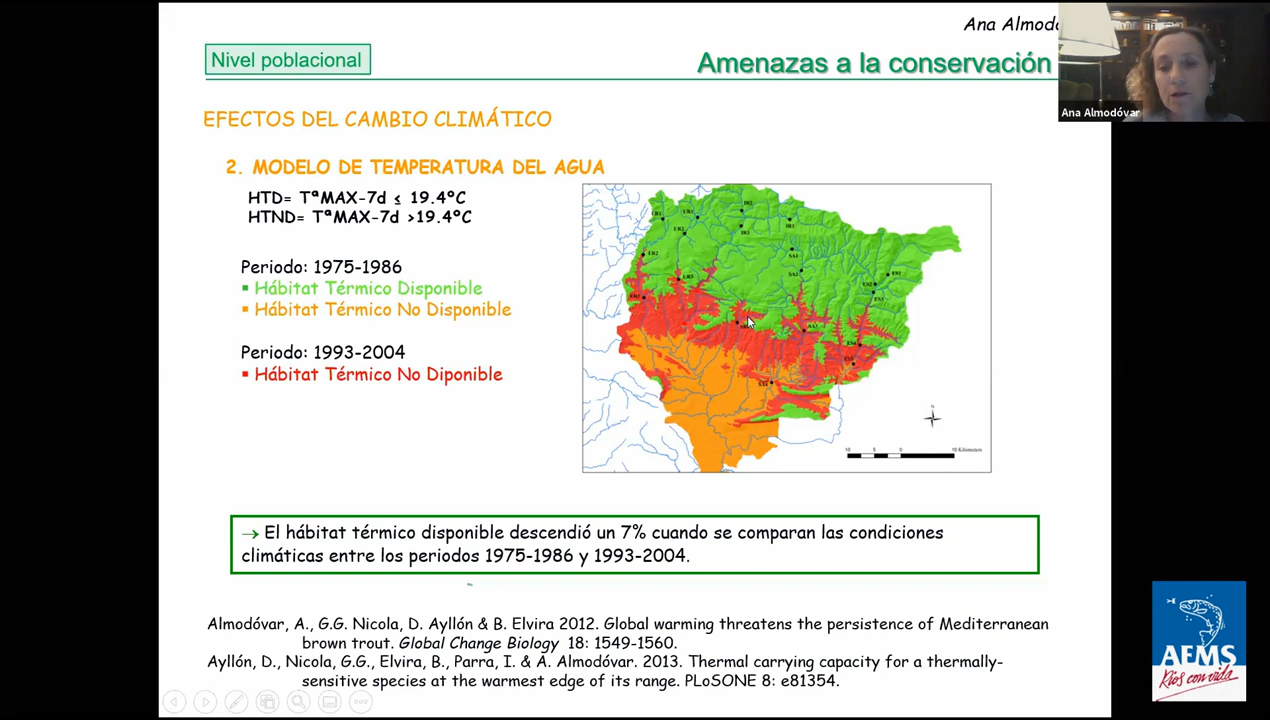 Ana Almodó
Nivel poblacional
Amenazas a la conservación
Ana Almodóvar
EFECTOS DEL CAMBIO CLIMÁTICO
2. MODELO DE TEMPERATURA DEL AGUA
HTD= TªMAX-7d ≤ 19.4ºC
HTND= TªMAX-7d >19.4ºC
Periodo: 1975-1986
▪ Hábitat Térmico Disponible
▪ Hábitat Térmico No Disponible
Periodo: 1993-2004
▪ Hábitat Térmico No Diponible
→ El hábitat térmico disponible descendió un 7% cuando se comparan las condiciones
climáticas entre los periodos 1975-1986 y 1993-2004.
Almodóvar, A., G.G. Nicola, D. Ayllón & B. Elvira 2012. Global warming threatens the persistence of Mediterranean
brown trout. Global Change Biology 18: 1549-1560.
Ayllón, D., Nicola, G.G., Elvira, B., Parra, I. & A. Almodóvar. 2013. Thermal carrying capacity for a thermally-
sensitive species at the warmest edge of its range. PLoSONE 8: e81354.
AEMS
Ríos con vida